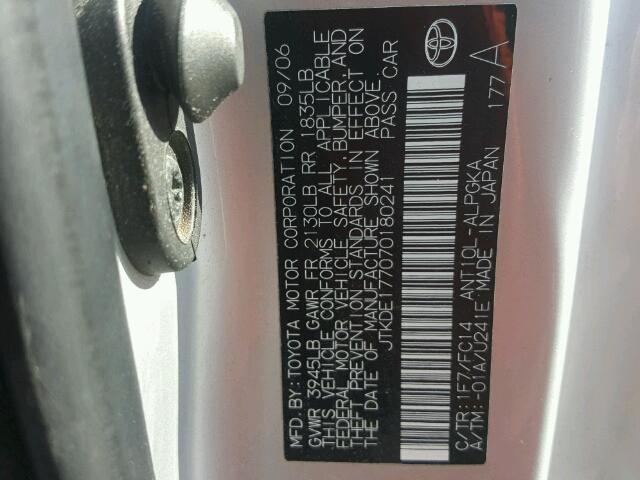 MFD.BY: TOYOTA MOTOR CORPORATION 09/06
GVWR 3945LB GAWR FR 2130LB RR 1835LB
THIS VEHICLE CONFORMS TO ALL APPLICABLE
FEDERAL MOTOR VEHICLE SAFETY, BUMPER, AND
THEFT PREVENTION STANDARDS IN EFFECT ON
THE DATE OF MANUFACTURE SHOWN ABOVE.
JTKDE177070180241 PASS CAR
C/TR: 1F7/FC14 ANT10L-ALPGKA
A/TM: -01A/U241E MADE IN JAPAN
177 A